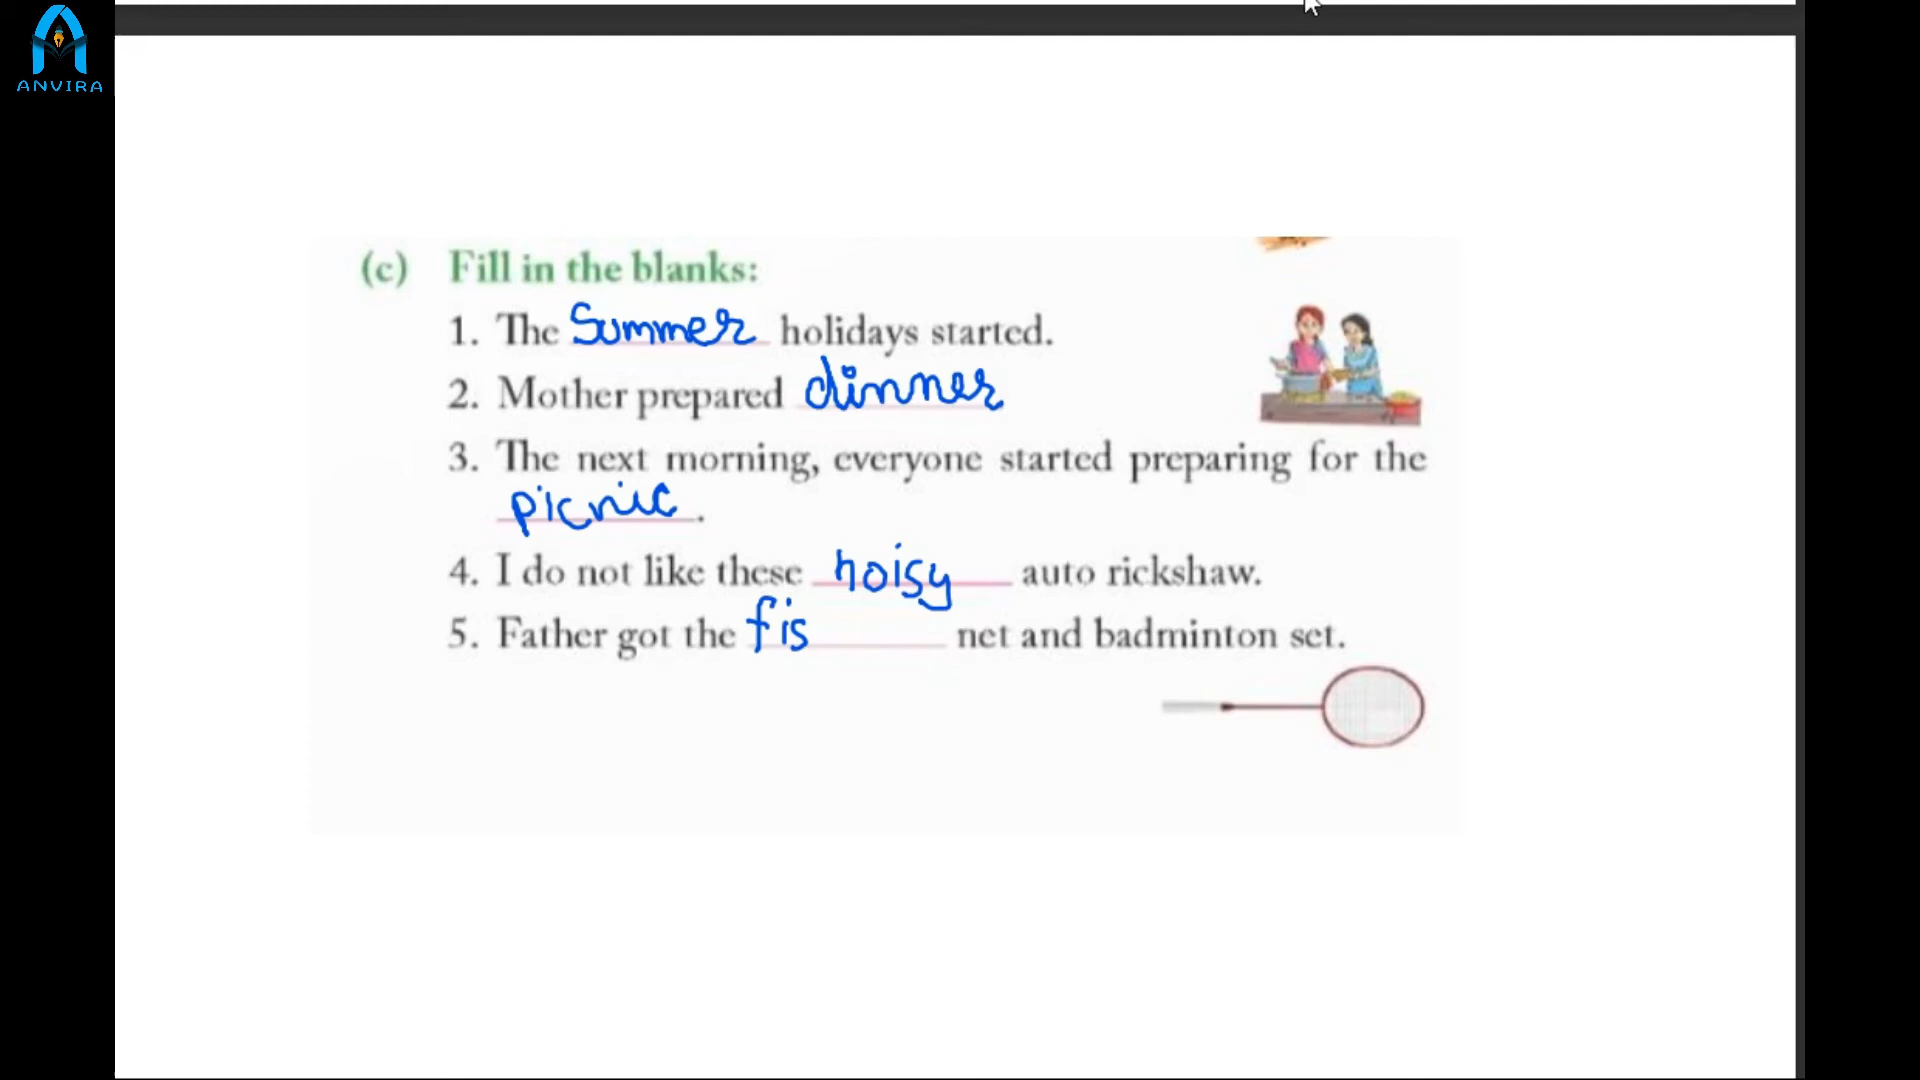 ANVIRA
(c) Fill in the blanks:
1. The Summer holidays started.
2. Mother prepared dinner
3. The next morning, everyone started preparing for the
picnic.
4. I do not like these noisy auto rickshaw.
5. Father got the fis net and badminton set.